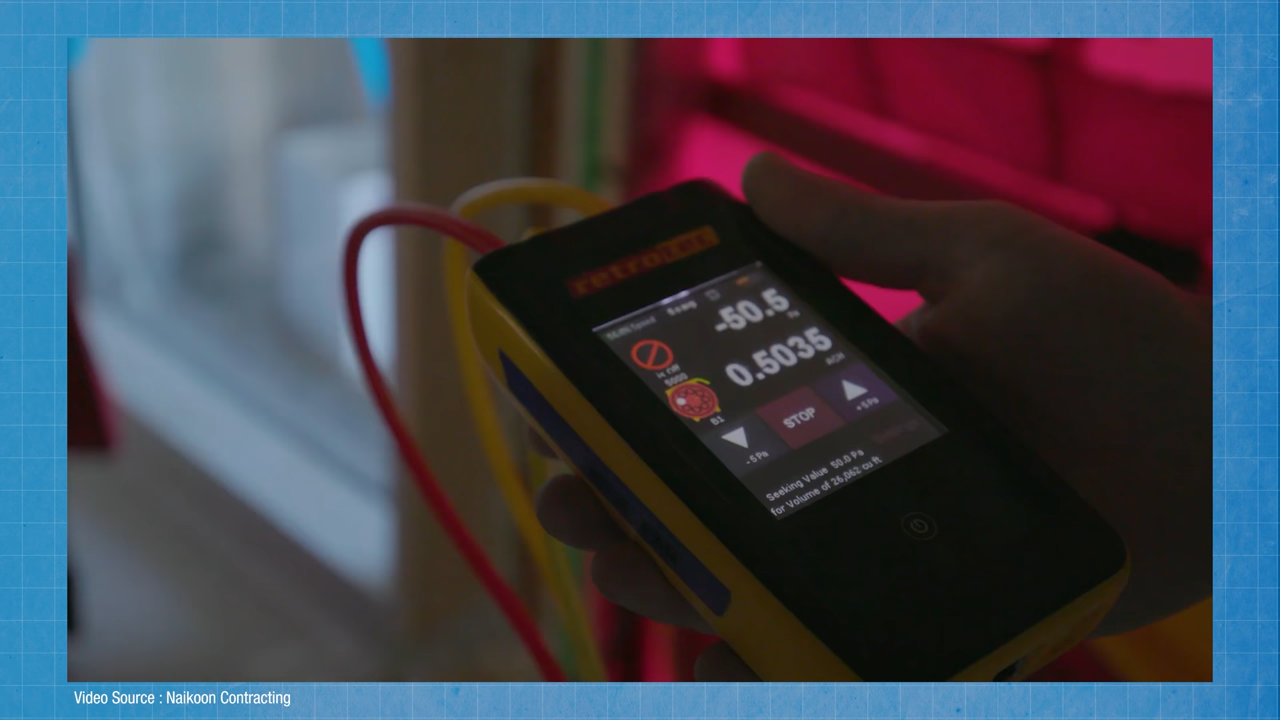 retrotec
-50.5
Pa
0.5035
ACH
5000
B1
- 5 Pa
STOP
+ 5 Pa
Seeking Value 50.0 Pa
for Volume of 26,062 cu ft
Video Source : Naikoon Contracting